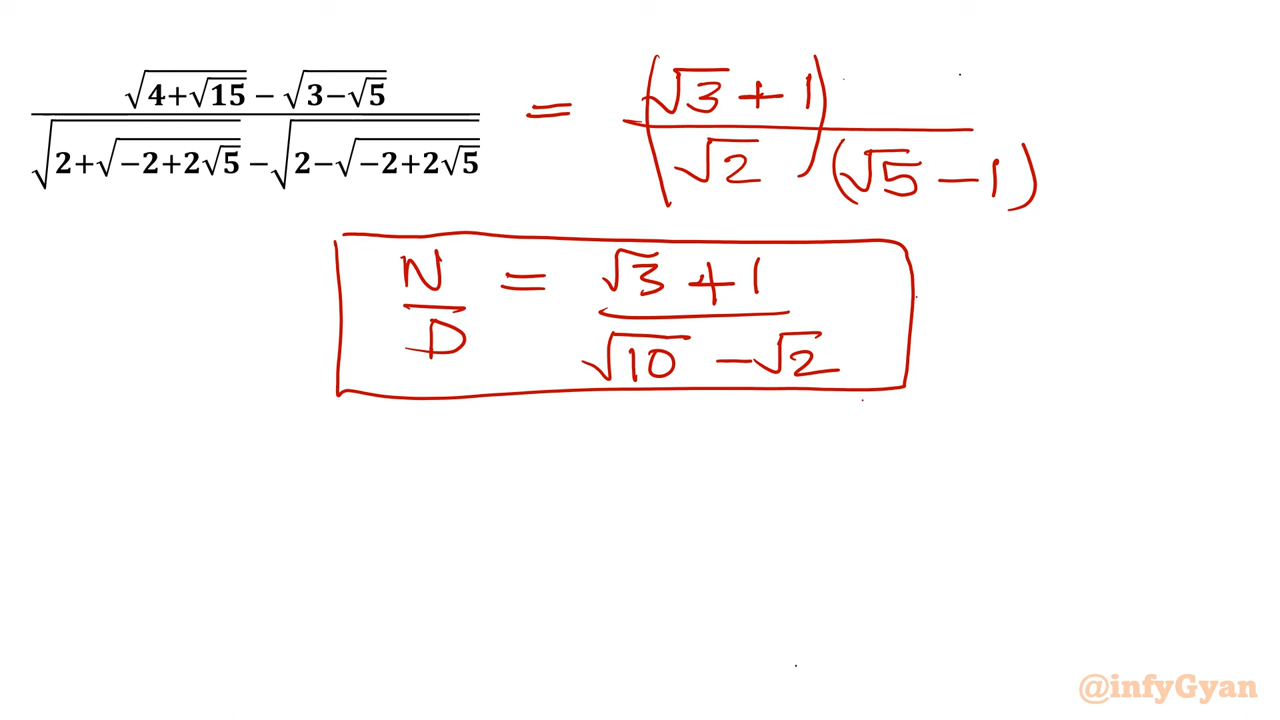 (√(4+√15) − √(3−√5)) / (√(2+√(−2+2√5)) − √(2−√(−2+2√5))) = ((√3 + 1) / √2) / (√5 − 1)
N/D = (√3 + 1) / (√10 − √2)
@infyGyan